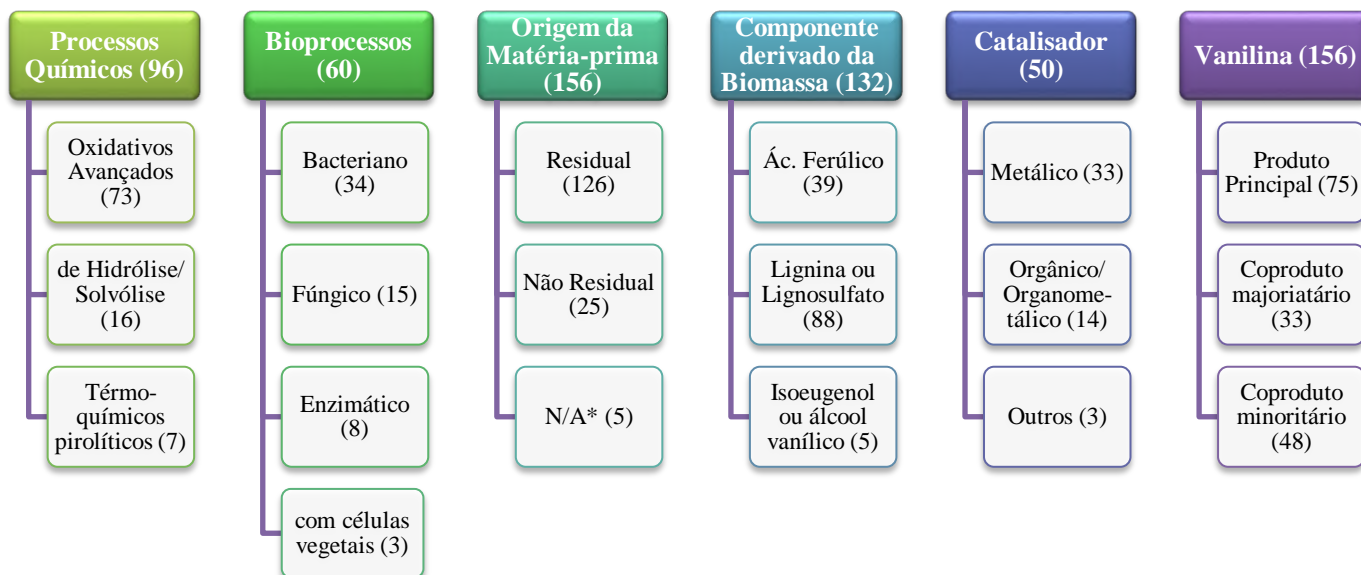 Processos
Químicos (96)
Oxidativos
Avançados
(73)
de Hidrólise/
Solvólise
(16)
Térmo-
químicos
pirolíticos (7)
Bioprocessos
(60)
Bacteriano
(34)
Fúngico (15)
Enzimático
(8)
com células
vegetais (3)
Origem da
Matéria-prima
(156)
Residual
(126)
Não Residual
(25)
N/A* (5)
Componente
derivado da
Biomassa (132)
Ác. Ferúlico
(39)
Lignina ou
Lignosulfato
(88)
Isoeugenol
ou álcool
vanílico (5)
Catalisador
(50)
Metálico (33)
Orgânico/
Organome-
tálico (14)
Outros (3)
Vanilina (156)
Produto
Principal (75)
Coproduto
majoriatário
(33)
Coproduto
minoritário
(48)